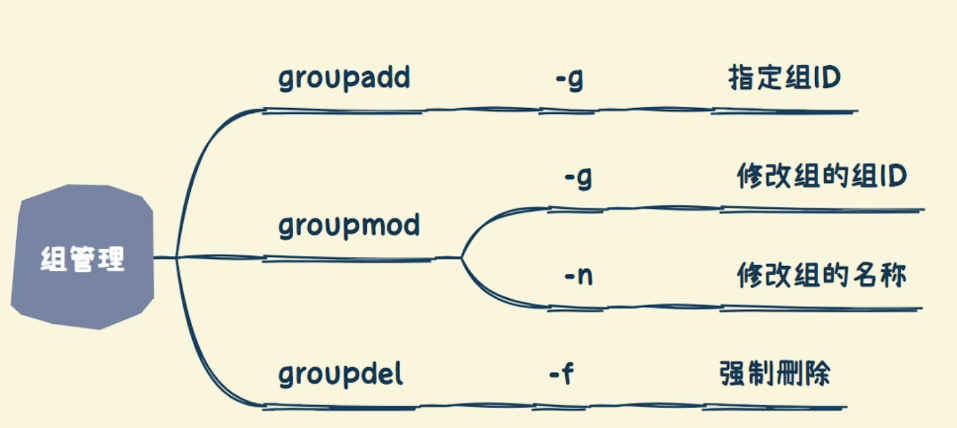 组管理
groupadd
-g
指定组ID
groupmod
-g
修改组的组ID
-n
修改组的名称
groupdel
-f
强制删除